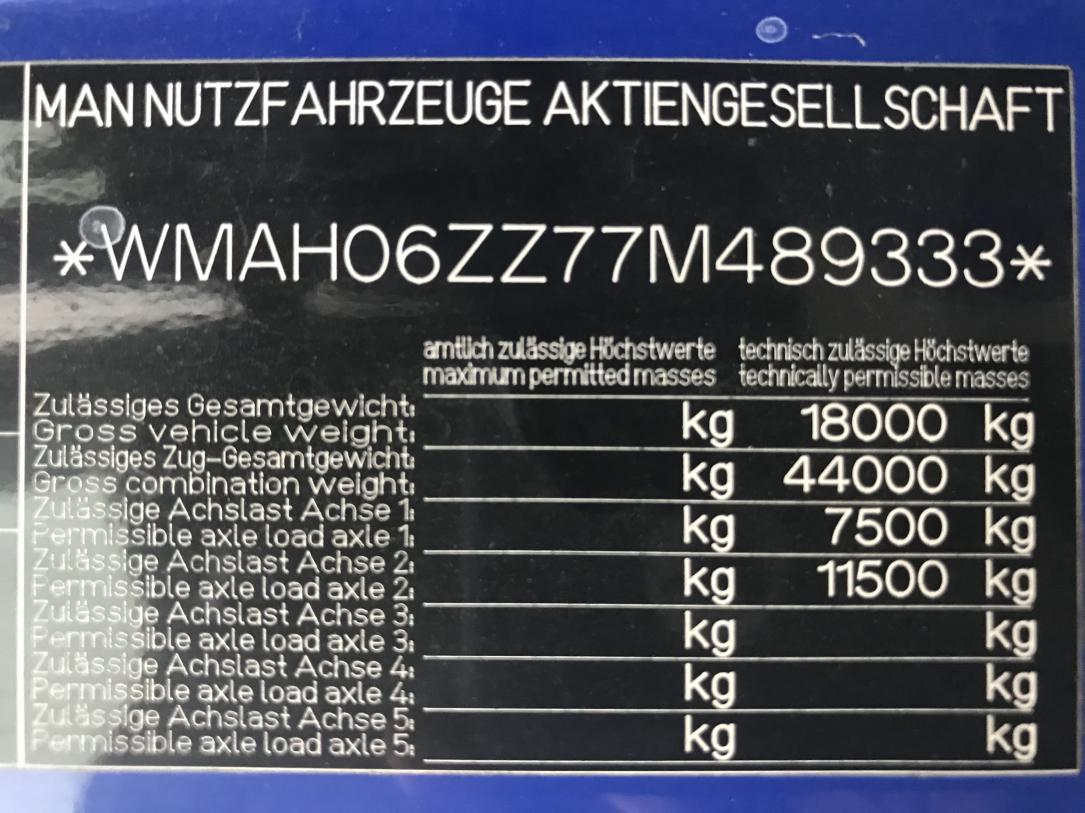 MAN NUTZFAHRZEUGE AKTIENGESELLSCHAFT
*WMAH06ZZ77M489333*
amtlich zulässige Höchstwerte technisch zulässige Höchstwerte
maximum permitted masses technically permissible masses
Zulässiges Gesamtgewicht:
Gross vehicle weight: kg 18000 kg
Zulässiges Zug-Gesamtgewicht:
Gross combination weight: kg 44000 kg
Zulässige Achslast Achse 1:
Permissible axle load axle 1: kg 7500 kg
Zulässige Achslast Achse 2:
Permissible axle load axle 2: kg 11500 kg
Zulässige Achslast Achse 3:
Permissible axle load axle 3: kg kg
Zulässige Achslast Achse 4:
Permissible axle load axle 4: kg kg
Zulässige Achslast Achse 5:
Permissible axle load axle 5: kg kg